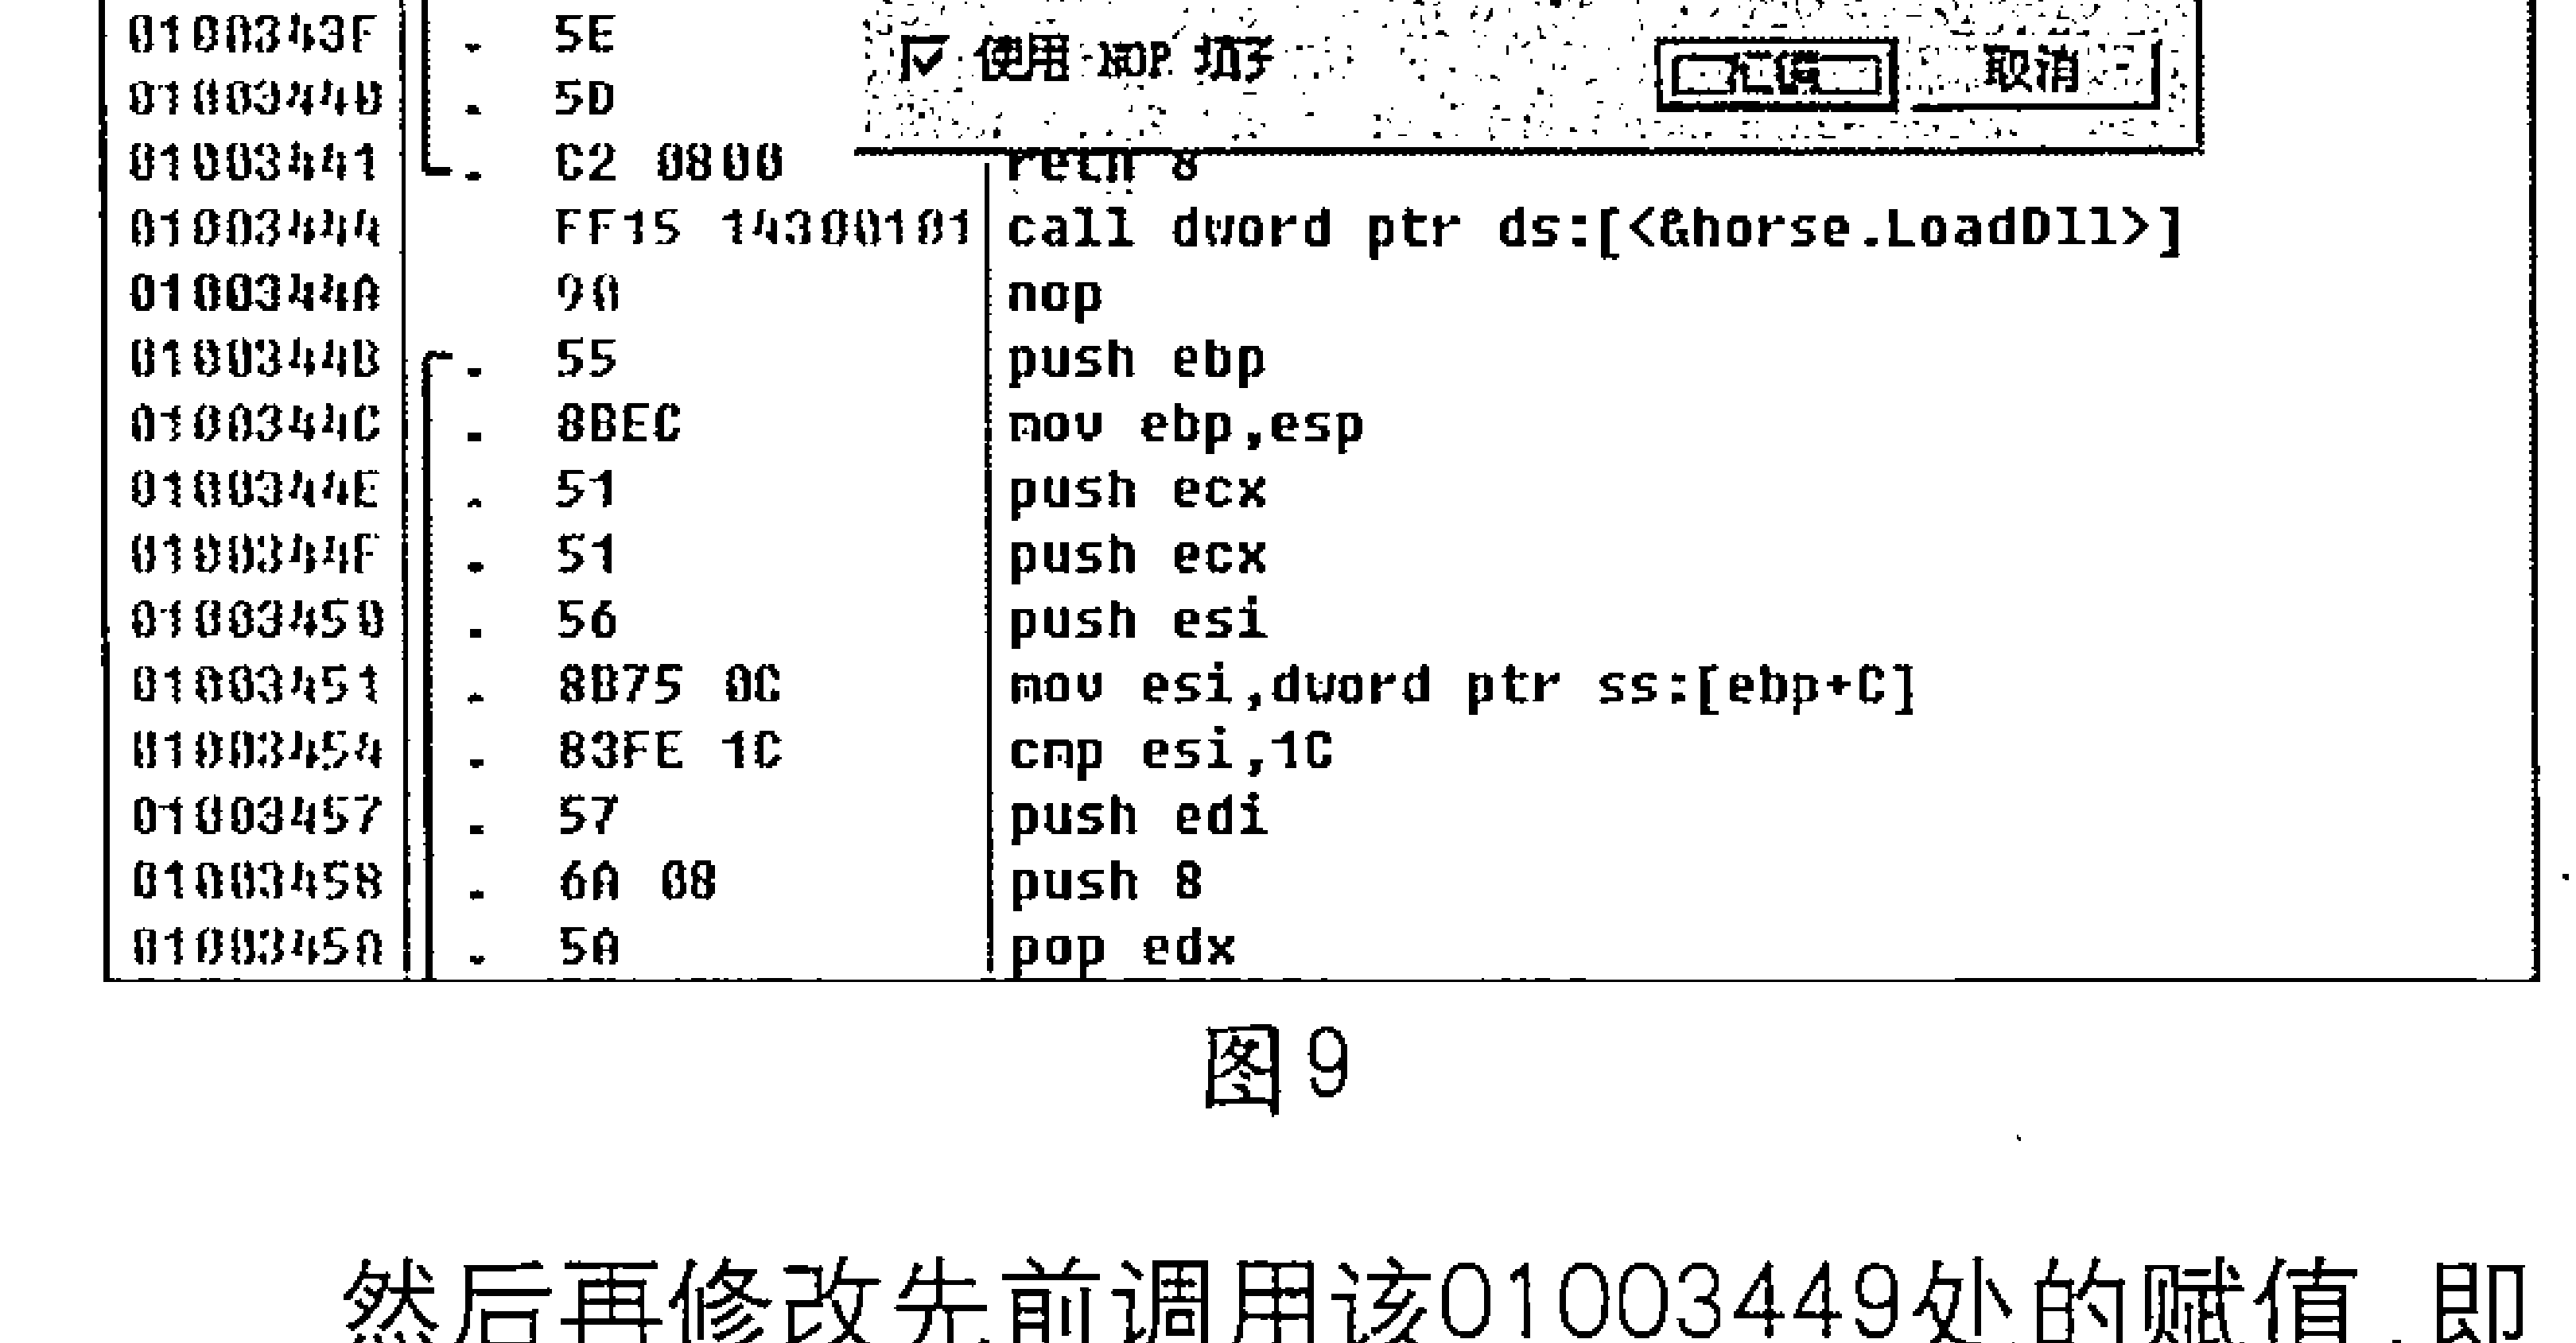 0100343F . 5E
使用 NOP 填 取消
01003440 . 5D
01003441 . C2 0800 retn 8
01003444 FF15 14300101 call dword ptr ds:[<&horse.LoadDll>]
0100344A 90 nop
0100344B . 55 push ebp
0100344C . 8BEC mov ebp,esp
0100344E . 51 push ecx
0100344F . 51 push ecx
01003450 . 56 push esi
01003451 . 8B75 0C mov esi,dword ptr ss:[ebp+C]
01003454 . 83FE 1C cmp esi,1C
01003457 . 57 push edi
01003458 . 6A 08 push 8
0100345A . 5A pop edx
图9
然后再修改先前调用该01003449处的赋值,即